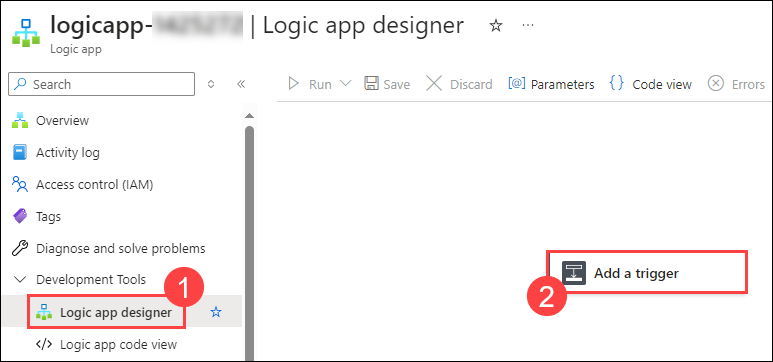 logicapp- | Logic app designer
Logic app
Search
Run
Save
Discard
Parameters
Code view
Errors
Overview
Activity log
Access control (IAM)
Tags
Diagnose and solve problems
Development Tools
1
Logic app designer
Logic app code view
2
Add a trigger